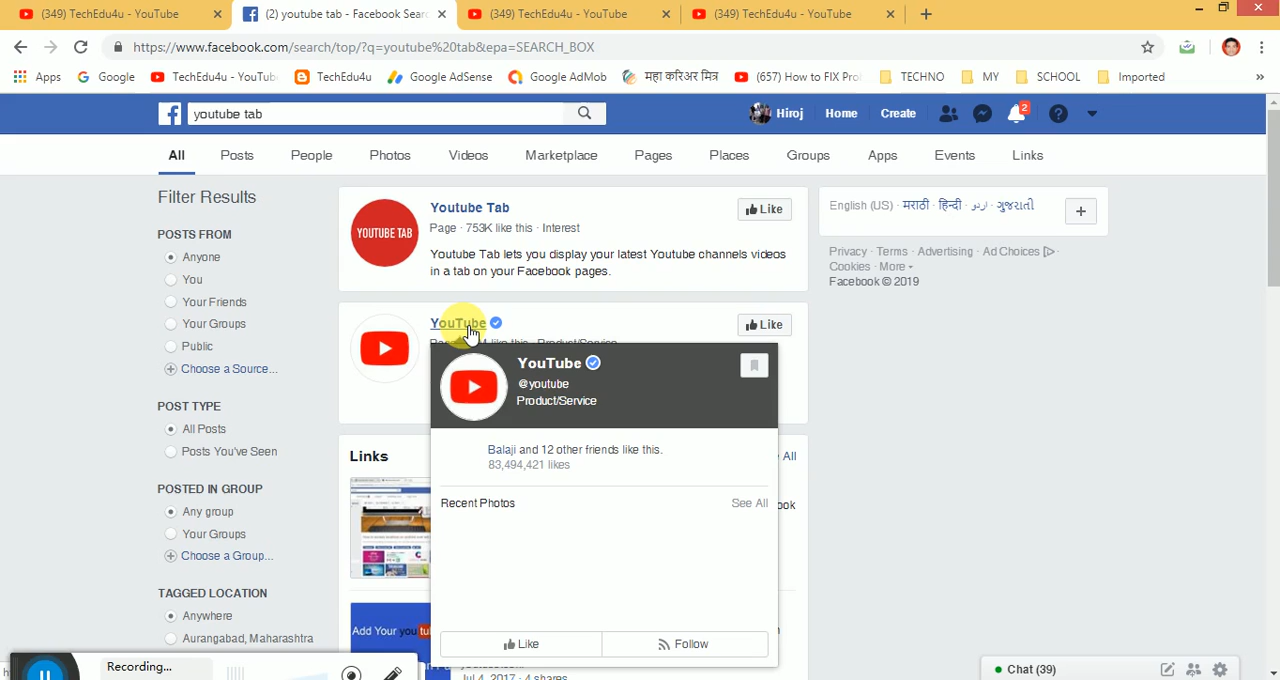 (349) TechEdu4u - YouTube
(2) youtube tab - Facebook Sear
(349) TechEdu4u - YouTube
(349) TechEdu4u - YouTube
https://www.facebook.com/search/top/?q=youtube%20tab&epa=SEARCH_BOX
Apps
Google
TechEdu4u - YouTub
TechEdu4u
Google AdSense
Google AdMob
महा करिअर मित्र
(657) How to FIX Pro
TECHNO
MY
SCHOOL
Imported
youtube tab
Hiroj
Home
Create
2
All
Posts
People
Photos
Videos
Marketplace
Pages
Places
Groups
Apps
Events
Links
Filter Results
POSTS FROM
Anyone
You
Your Friends
Your Groups
Public
Choose a Source...
POST TYPE
All Posts
Posts You've Seen
POSTED IN GROUP
Any group
Your Groups
Choose a Group...
TAGGED LOCATION
Anywhere
Aurangabad, Maharashtra
YOUTUBE TAB
Youtube Tab
Page · 753K like this · Interest
Youtube Tab lets you display your latest Youtube channels videos
in a tab on your Facebook pages.
Like
YouTube
like this · Product/Service
Like
YouTube
@youtube
Product/Service
Balaji and 12 other friends like this.
83,494,421 likes
Recent Photos
See All
Like
Follow
Links
All
ook
Add Your you tu
Jul 4, 2017 · 4 shares
English (US) · मराठी · हिन्दी · اردو · ગુજરાતી
Privacy · Terms · Advertising · Ad Choices ·
Cookies · More
Facebook © 2019
Recording...
Chat (39)